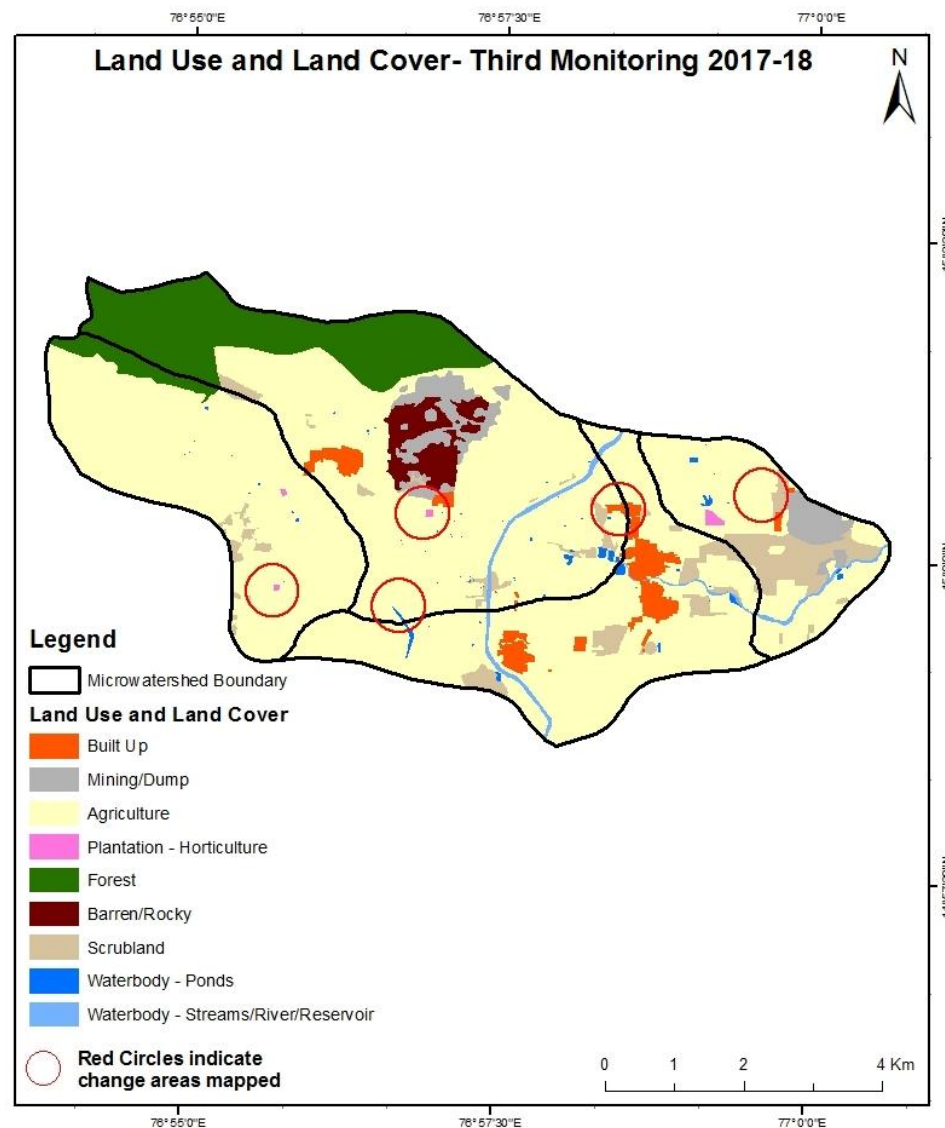 76°55'0"E 76°57'30"E 77°0'0"E
Land Use and Land Cover- Third Monitoring 2017-18
N
Legend
Microwatershed Boundary
Land Use and Land Cover
Built Up
Mining/Dump
Agriculture
Plantation - Horticulture
Forest
Barren/Rocky
Scrubland
Waterbody - Ponds
Waterbody - Streams/River/Reservoir
Red Circles indicate
change areas mapped
0 1 2 4 Km
76°55'0"E 76°57'30"E 77°0'0"E